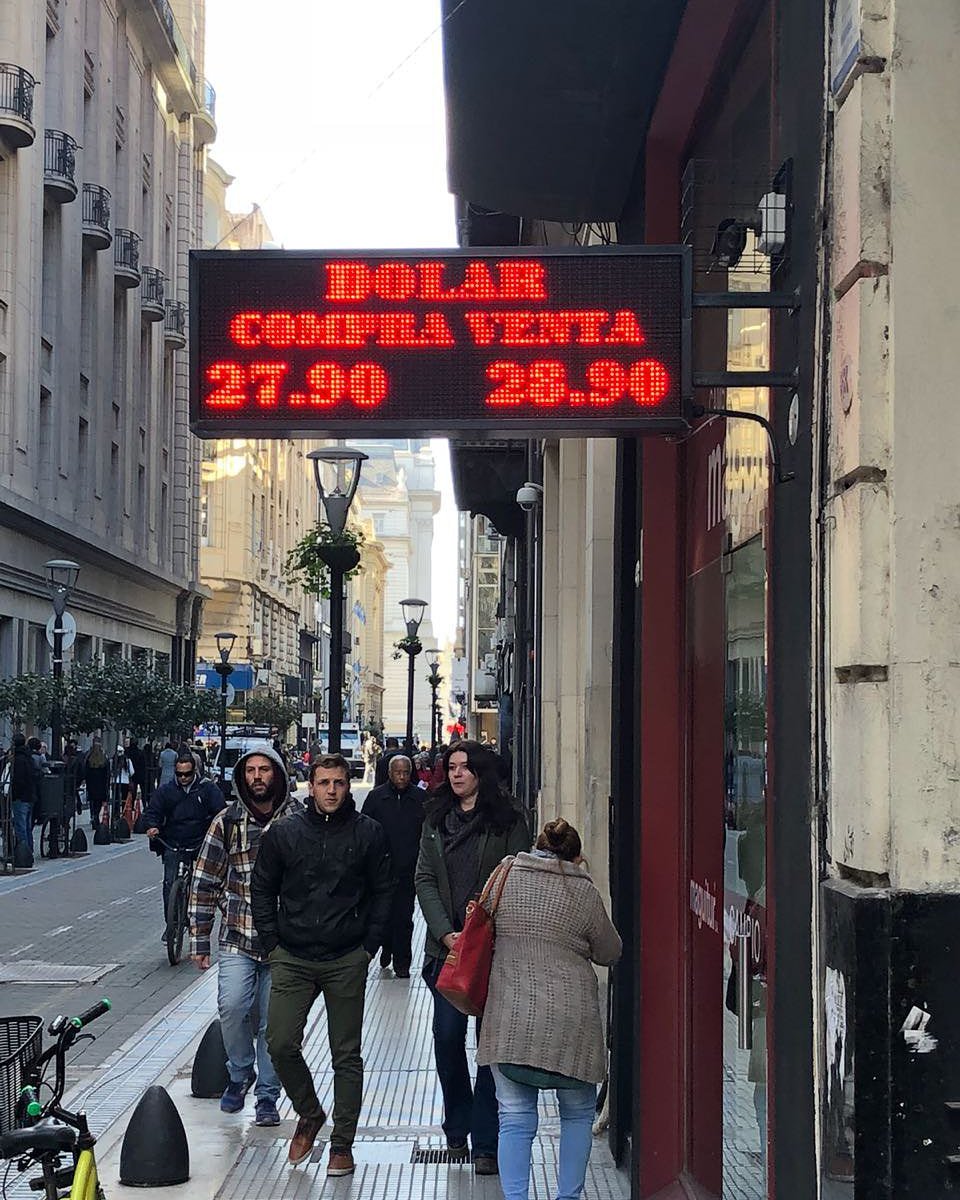 DOLAR
COMPRA VENTA
27.90 28.90